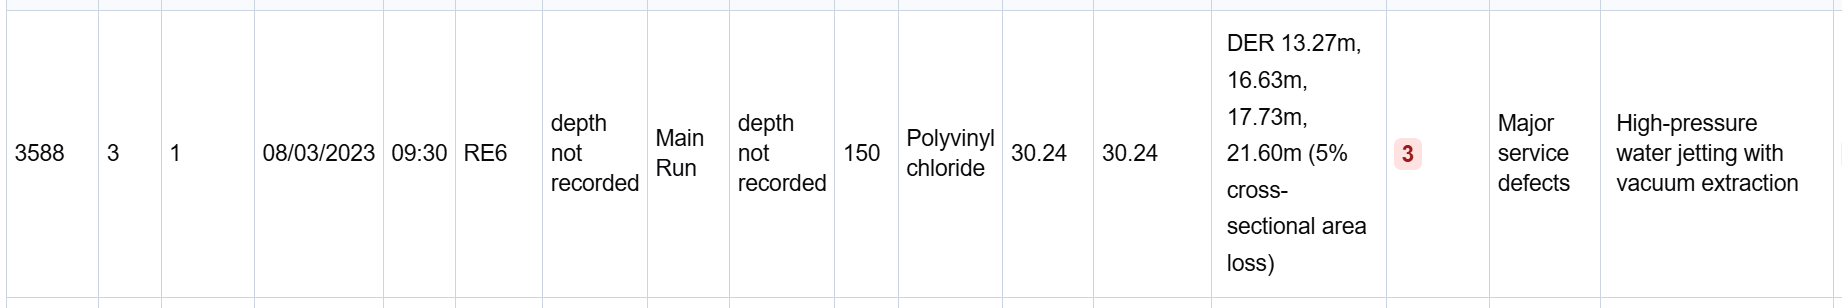 3588
3
1
08/03/2023
09:30
RE6
depth
not
recorded
Main
Run
depth
not
recorded
150
Polyvinyl
chloride
30.24
30.24
DER 13.27m,
16.63m,
17.73m,
21.60m (5%
cross-
sectional area
loss)
3
Major
service
defects
High-pressure
water jetting with
vacuum extraction